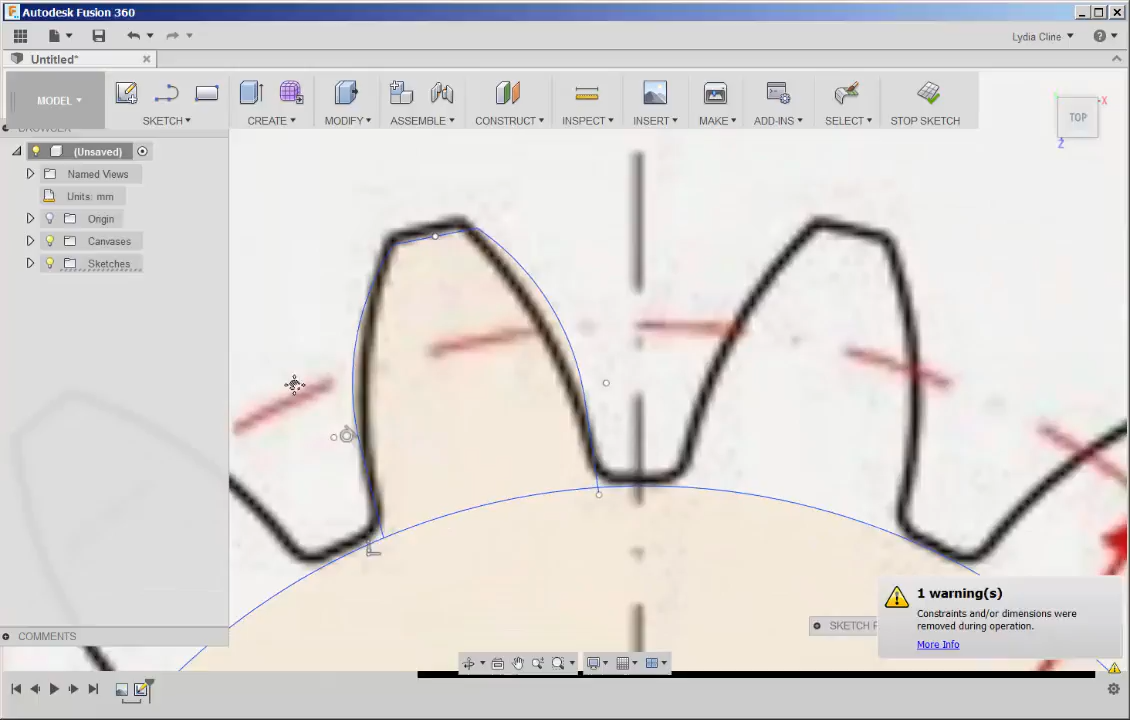 Autodesk Fusion 360
Lydia Cline
Untitled*
MODEL
SKETCH
CREATE
MODIFY
ASSEMBLE
CONSTRUCT
INSPECT
INSERT
MAKE
ADD-INS
SELECT
STOP SKETCH
TOP
X
Z
(Unsaved)
Named Views
Units: mm
Origin
Canvases
Sketches
1 warning(s)
Constraints and/or dimensions were
removed during operation.
More Info
COMMENTS